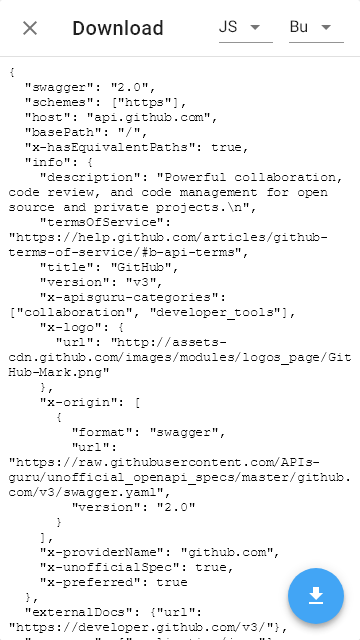 Download
JS
Bu
{
"swagger": "2.0",
"schemes": ["https"],
"host": "api.github.com",
"basePath": "/",
"x-hasEquivalentPaths": true,
"info": {
"description": "Powerful collaboration,
code review, and code management for open
source and private projects.\n",
"termsOfService":
"https://help.github.com/articles/github-
terms-of-service/#b-api-terms",
"title": "GitHub",
"version": "v3",
"x-apisguru-categories":
["collaboration", "developer_tools"],
"x-logo": {
"url": "http://assets-
cdn.github.com/images/modules/logos_page/Git
Hub-Mark.png"
},
"x-origin": [
{
"format": "swagger",
"url":
"https://raw.githubusercontent.com/APIs-
guru/unofficial_openapi_specs/master/github.
com/v3/swagger.yaml",
"version": "2.0"
}
],
"x-providerName": "github.com",
"x-unofficialSpec": true,
"x-preferred": true
},
"externalDocs": {"url":
"https://developer.github.com/v3/"},